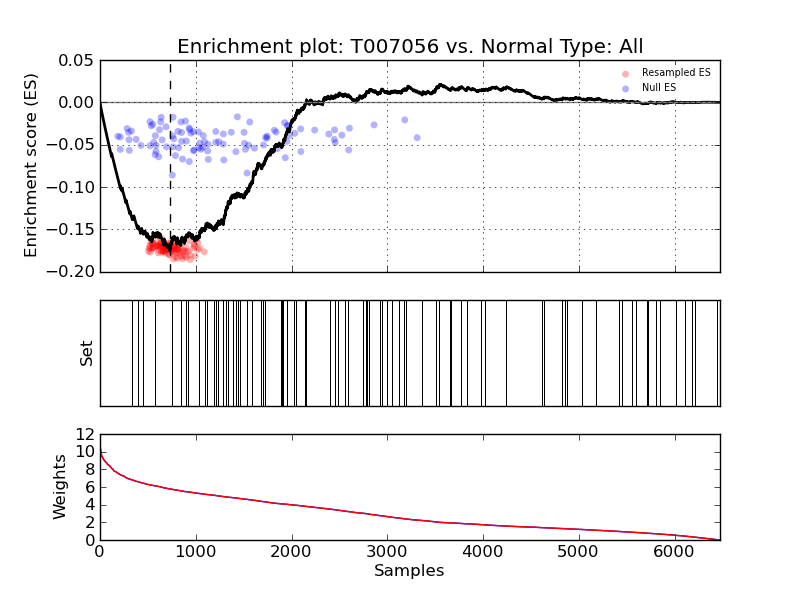 Enrichment plot: T007056 vs. Normal Type: All
Enrichment score (ES)
0.05
0.00
−0.05
−0.10
−0.15
−0.20
Resampled ES
Null ES
Set
Weights
12
10
8
6
4
2
0
0 1000 2000 3000 4000 5000 6000
Samples